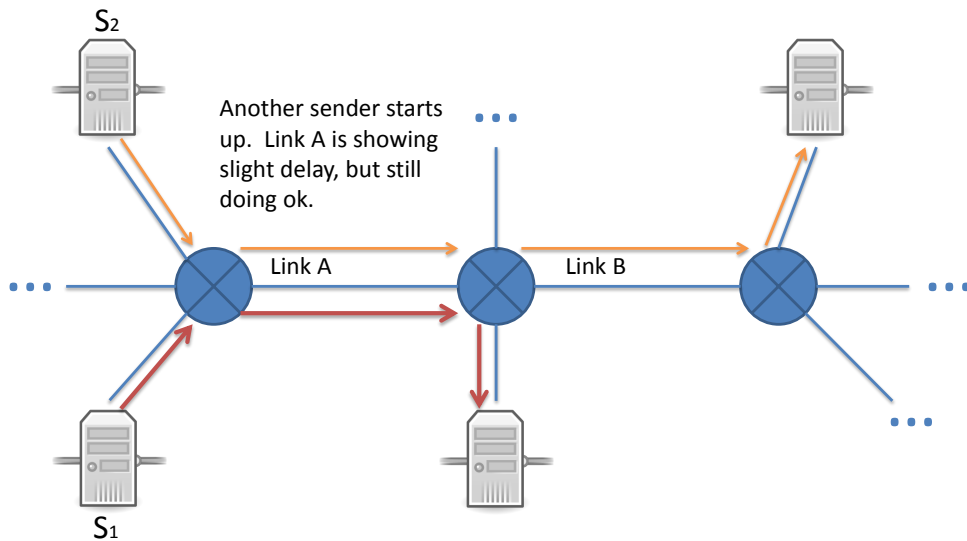 S2
Another sender starts
up. Link A is showing
slight delay, but still
doing ok.
...
Link A
Link B
...
...
...
S1